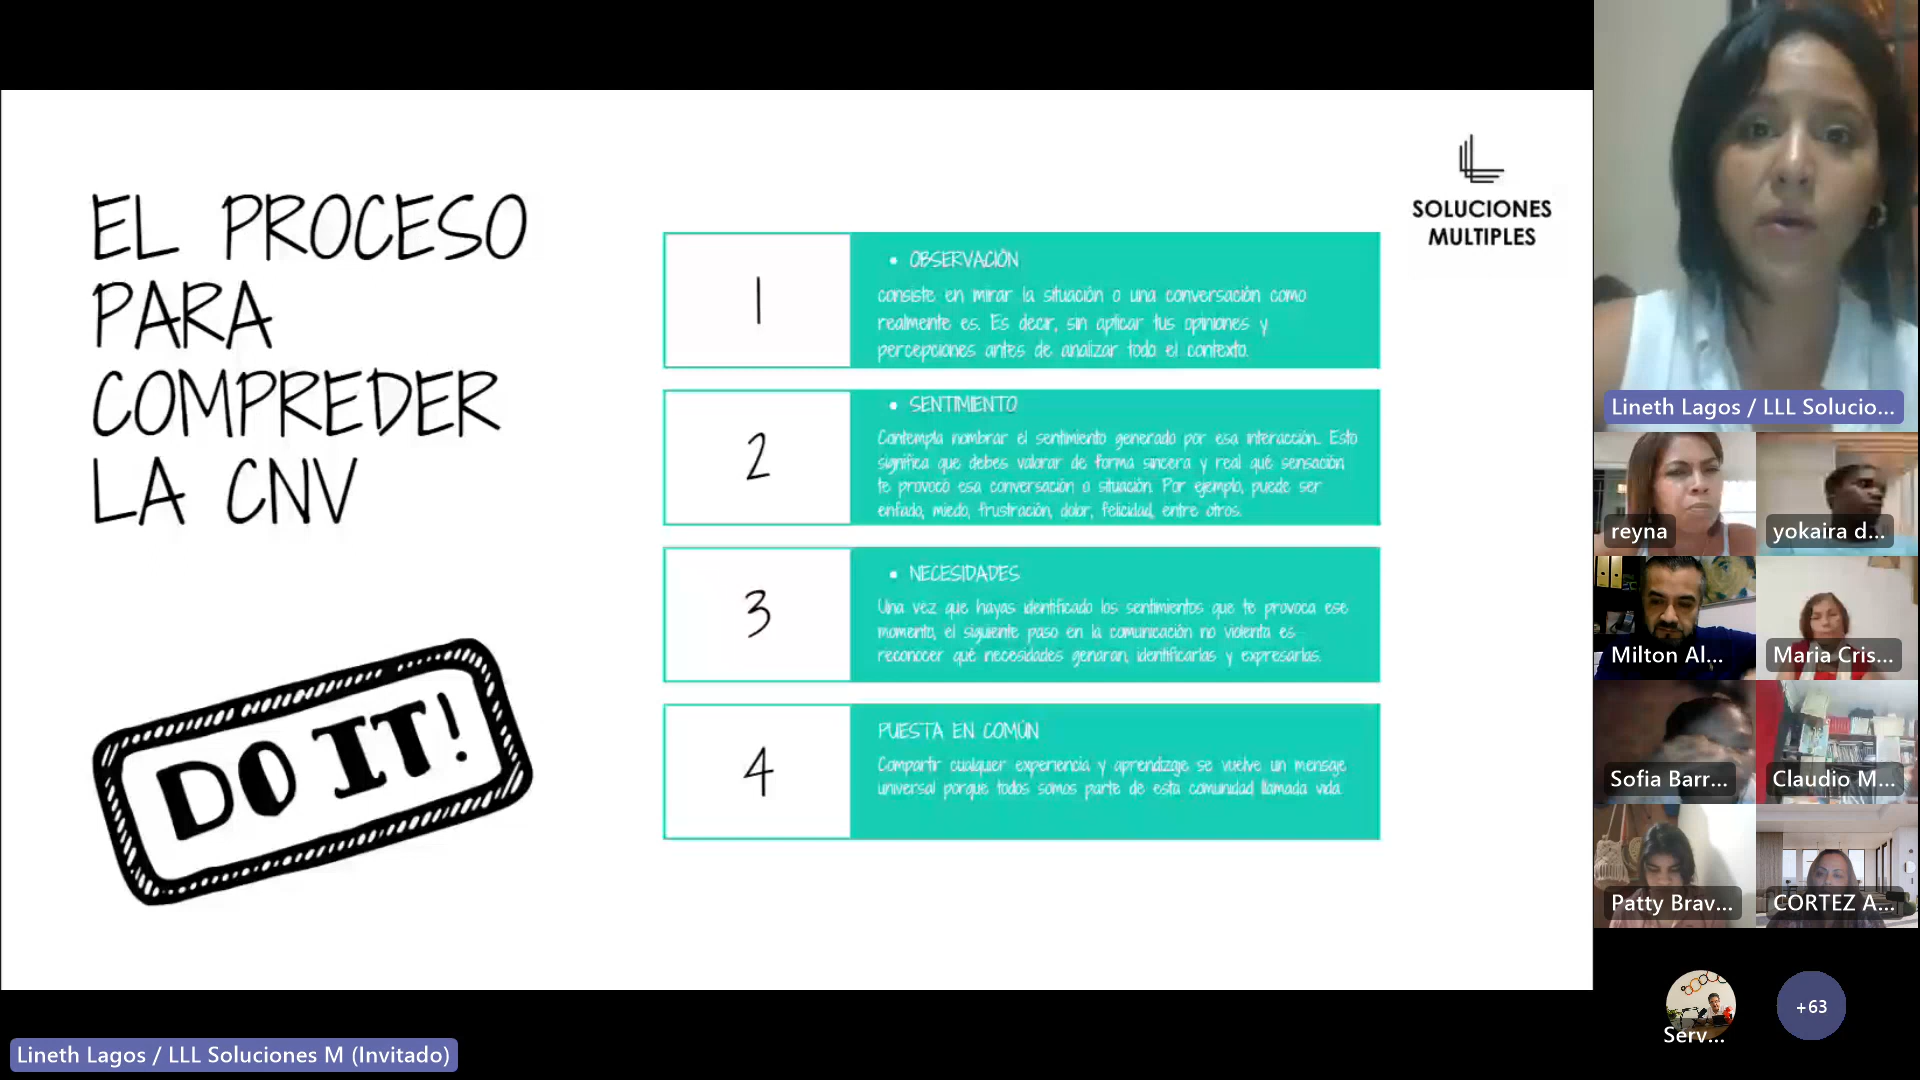 EL PROCESO
PARA
COMPREDER
LA CNV
DO IT!
SOLUCIONES
MULTIPLES
1
• OBSERVACIÓN
consiste en mirar la situación o una conversación como
realmente es. Es decir, sin aplicar tus opiniones y
percepciones antes de analizar todo el contexto.
2
• SENTIMIENTO
Contempla nombrar el sentimiento generado por esa interacción. Esto
significa que debes valorar de forma sincera y real qué sensación
te provocó esa conversación o situación. Por ejemplo, puede ser
enfado, miedo, frustración, dolor, felicidad, entre otros.
3
• NECESIDADES
Una vez que hayas identificado los sentimientos que te provoca ese
momento, el siguiente paso en la comunicación no violenta es
reconocer qué necesidades genaran, identificarlas y expresarlas.
4
PUESTA EN COMÚN
Compartir cualquier experiencia y aprendizaje se vuelve un mensaje
universal porque todos somos parte de esta comunidad llamada vida.
Lineth Lagos / LLL Solucio...
reyna
yokaira d...
Milton Al...
Maria Cris...
Sofia Barr...
Claudio M...
Patty Brav...
CORTEZ A...
Serv...
+63
Lineth Lagos / LLL Soluciones M (Invitado)